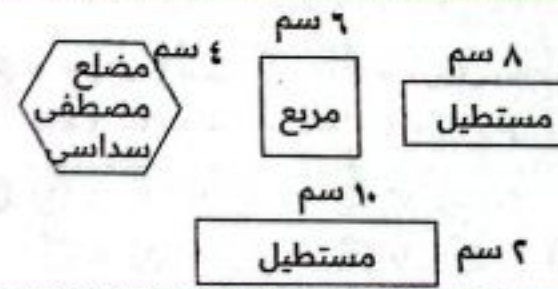 ٦ سم
٤ سم
٨ سم
مضلع
مصطفى
سداسي
مربع
مستطيل
١٠ سم
مستطيل
٢ سم